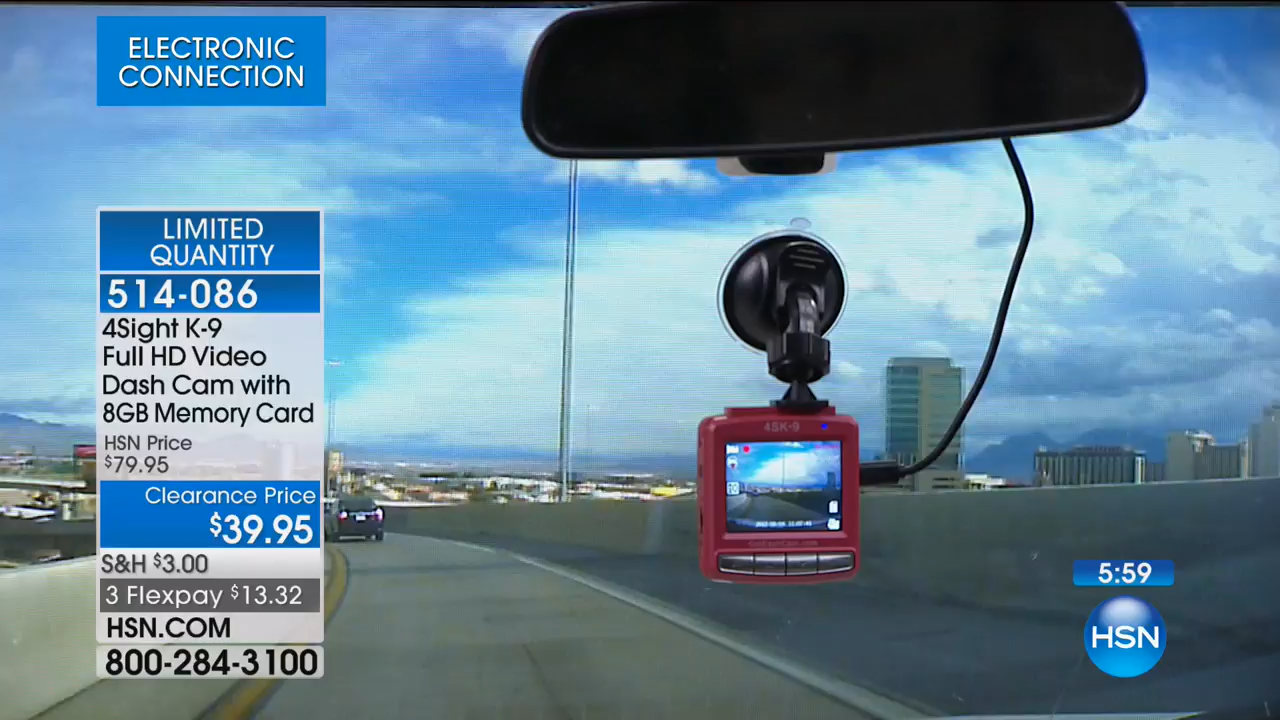 ELECTRONIC
CONNECTION
LIMITED
QUANTITY
514-086
4Sight K-9
Full HD Video
Dash Cam with
8GB Memory Card
HSN Price
$79.95
Clearance Price
$39.95
S&H $3.00
3 Flexpay $13.32
HSN.COM
800-284-3100
4SK-9
5:59
HSN